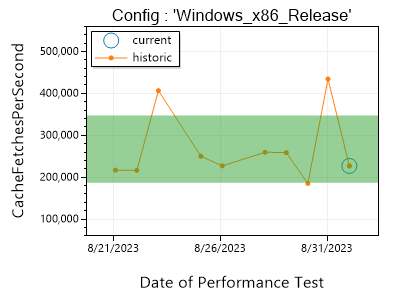 Config : 'Windows_x86_Release'
current
historic
500,000
400,000
300,000
200,000
100,000
CacheFetchesPerSecond
8/21/2023
8/26/2023
8/31/2023
Date of Performance Test